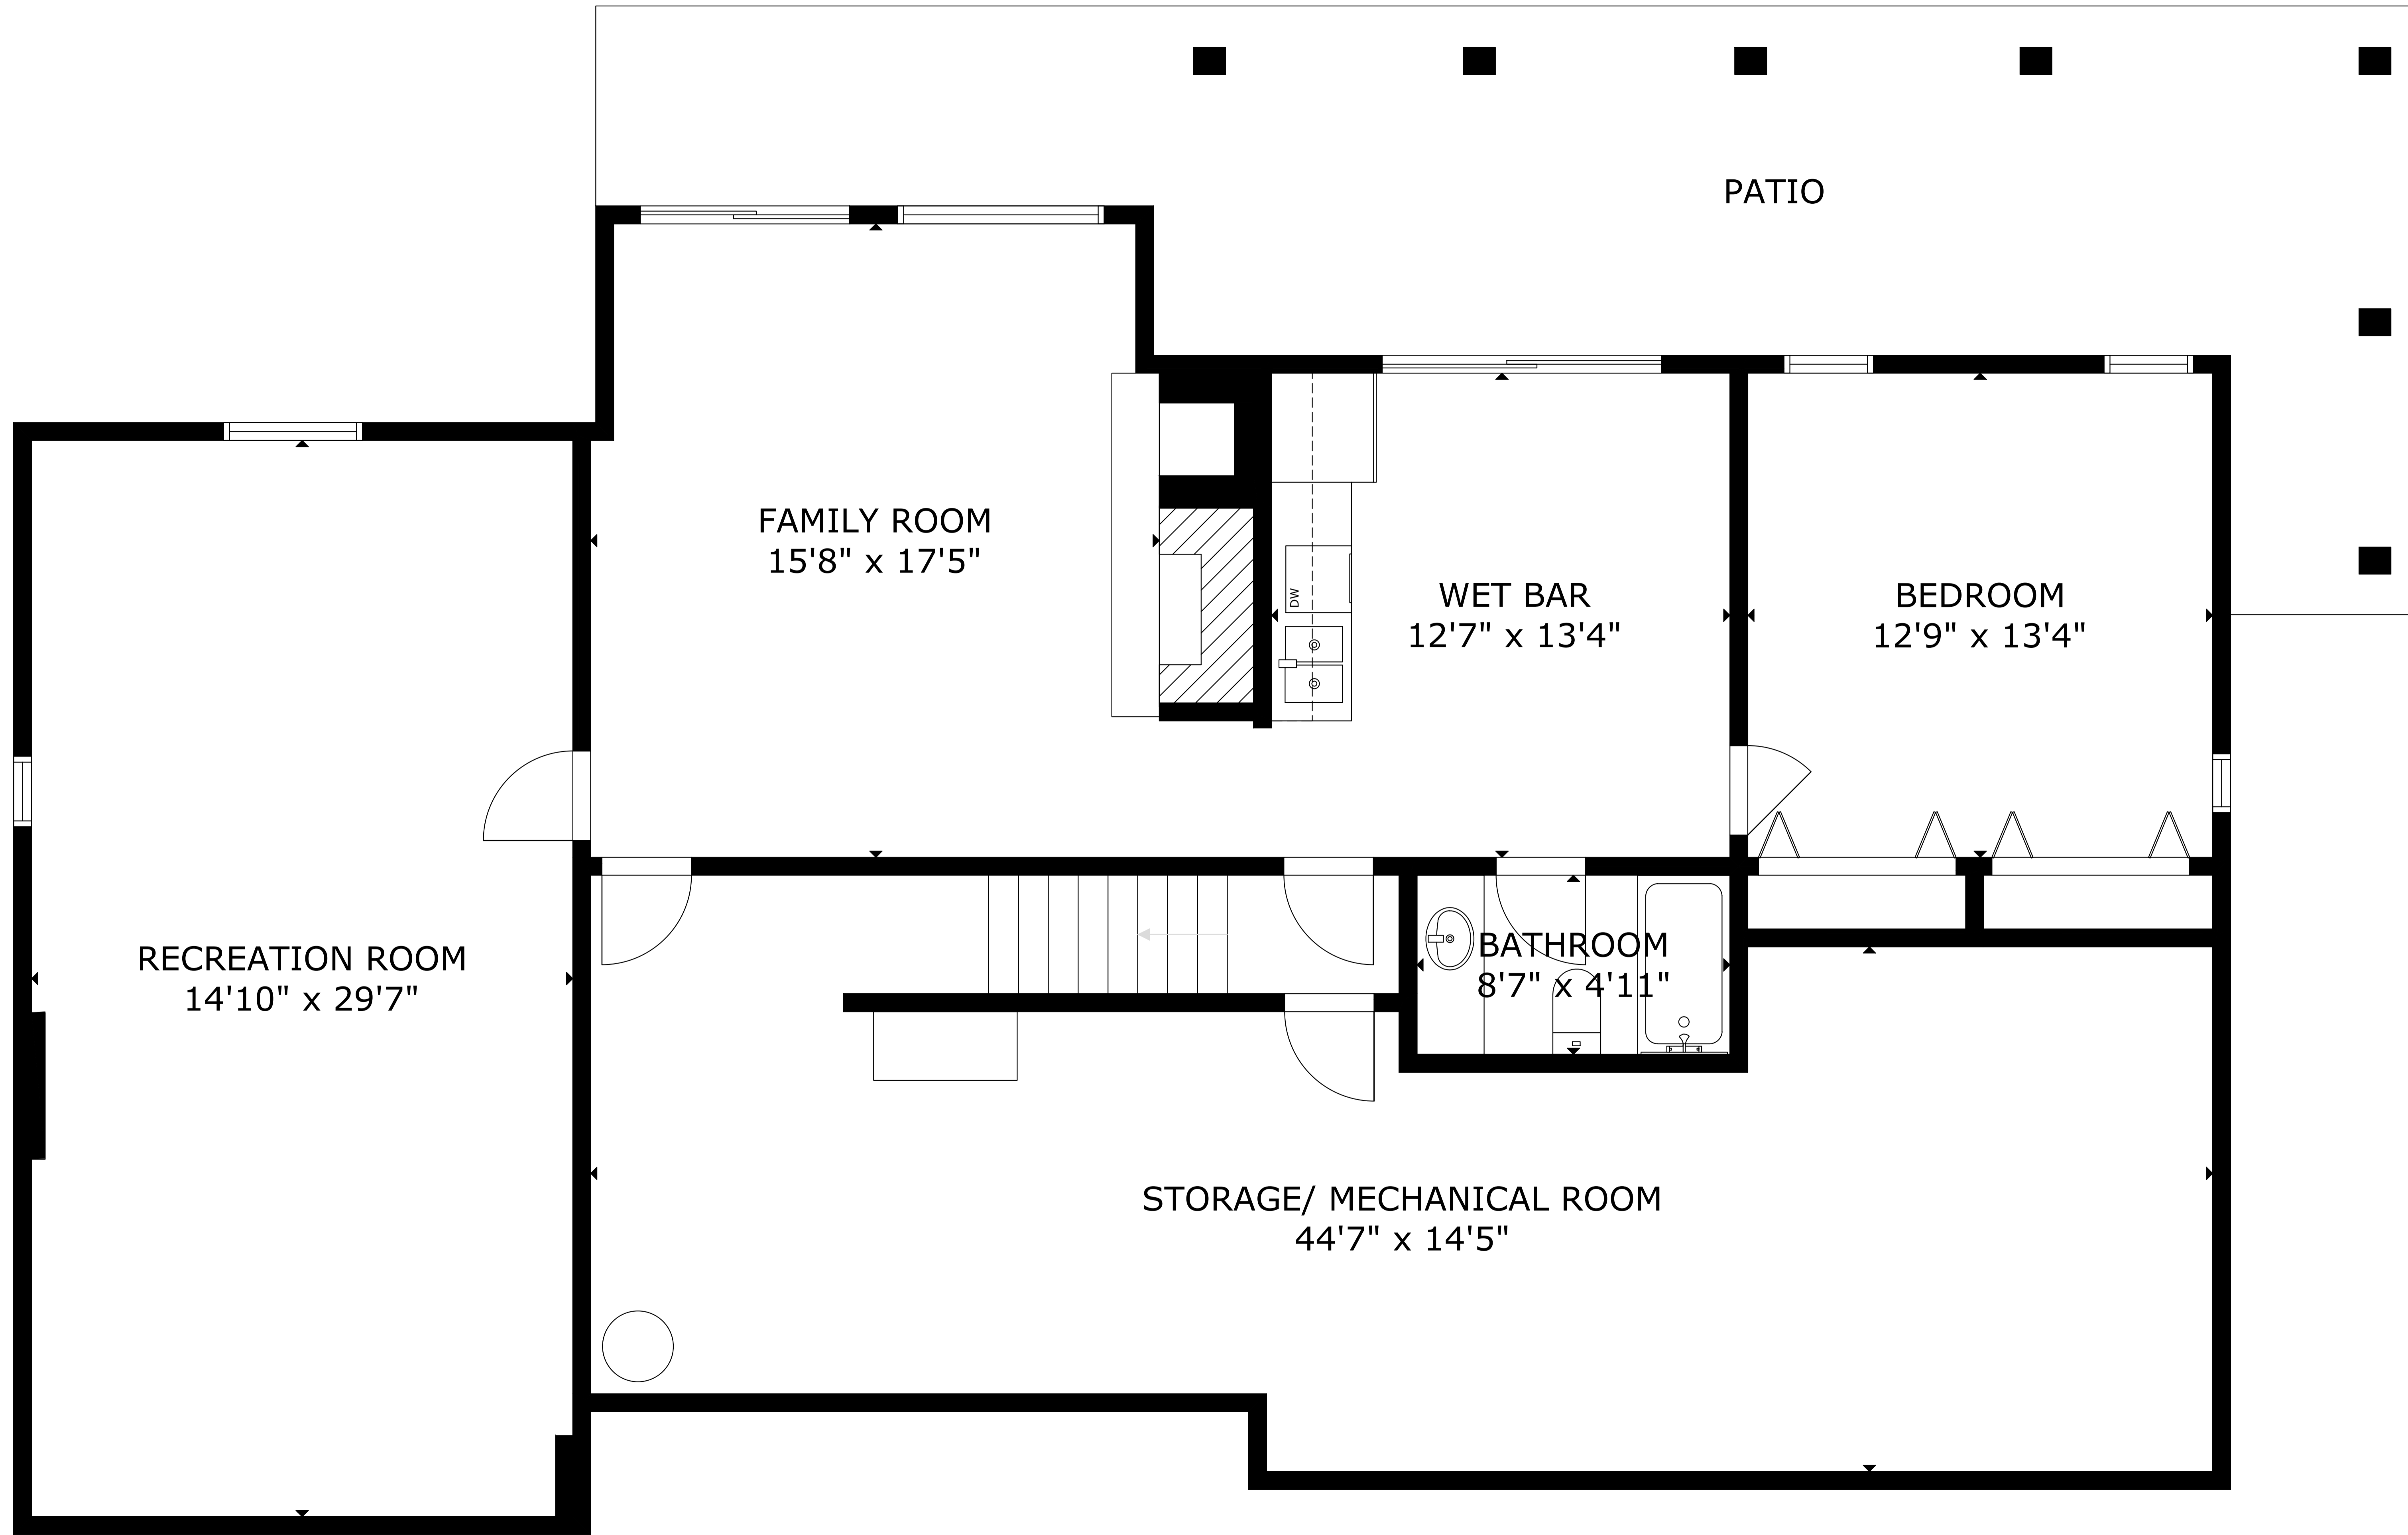 PATIO
FAMILY ROOM
15'8" x 17'5"
WET BAR
12'7" x 13'4"
DW
BEDROOM
12'9" x 13'4"
RECREATION ROOM
14'10" x 29'7"
BATHROOM
8'7" x 4'11"
STORAGE/ MECHANICAL ROOM
44'7" x 14'5"